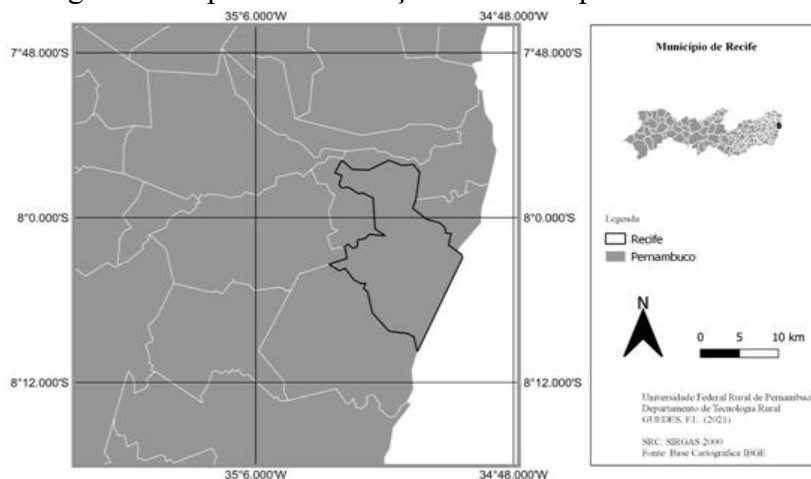 35°6.000'W 34°48.000'W
7°48.000'S
7°48.000'S
8°0.000'S
8°0.000'S
8°12.000'S
8°12.000'S
35°6.000'W 34°48.000'W
Município de Recife
Legenda
Recife
Pernambuco
N
0 5 10 km
Universidade Federal Rural de Pernambuco
Departamento de Tecnologia Rural
GUEDES, F.L. (2021)
SRC: SIRGAS 2000
Fonte: Base Cartográfica IBGE